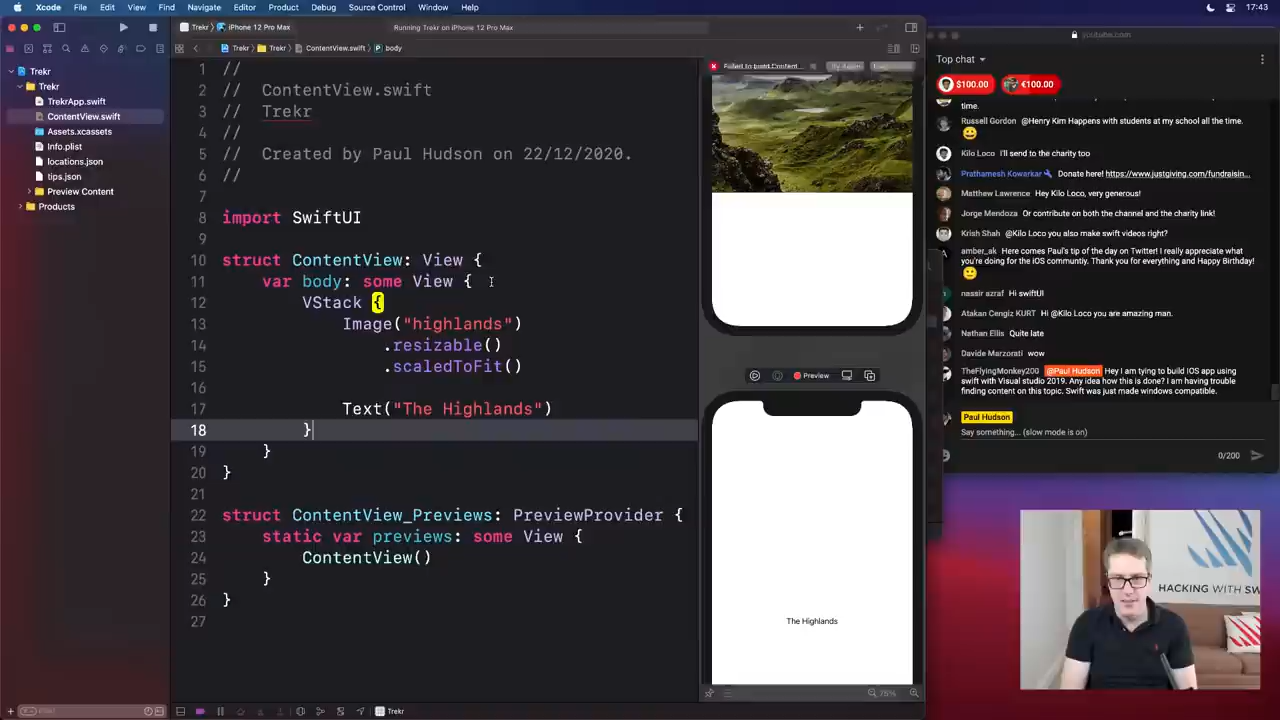 Xcode File Edit View Find Navigate Editor Product Debug Source Control Window Help 17:43
Trekr iPhone 12 Pro Max Running Trekr on iPhone 12 Pro Max
youtube.com
Trekr Trekr ContentView.swift body
Top chat
Trekr
Trekr
TrekrApp.swift
ContentView.swift
Assets.xcassets
Info.plist
locations.json
tips.json
Preview Content
Products
1 //
2 // ContentView.swift
3 // Trekr
4 //
5 // Created by Paul Hudson on 22/12/2020.
6 //
7
8 import SwiftUI
9
10 struct ContentView: View {
11 var body: some View {
12 VStack {
13 Image("highlands")
14 .resizable()
15 .scaledToFit()
16
17 Text("The Highlands")
18 }
19 }
20 }
21
22 struct ContentView_Previews: PreviewProvider {
23 static var previews: some View {
24 ContentView()
25 }
26 }
27
Failed to build Content... Try Again
Preview
The Highlands
75%
Trekr
$100.00 €100.00
time.
Russell Gordon @Henry Kim Happens with students at my school all the time.
Kilo Loco I'll send to the charity too
Prathamesh Kowarkar Donate here! https://www.justgiving.com/fundraisin...
Matthew Lawrence Hey Kilo Loco, very generous!
Jorge Mendoza Or contribute on both the channel and the charity link!
Krish Shah @Kilo Loco you also make swift videos right?
amber_ak Here comes Paul's tip of the day on Twitter! I really appreciate what
you're doing for the iOS communtiy. Thank you for everything and Happy Birthday!
nassir azraf Hi swiftUI
Atakan Cengiz KURT Hi @Kilo Loco you are amazing man.
Nathan Ellis Quite late
Davide Marzorati wow
TheFlyingMonkey200 @Paul Hudson Hey I am tying to build IOS app using
swift with Visual studio 2019. Any idea how this is done? I am having trouble
finding content on this topic. Swift was just made windows compatible.
Paul Hudson
Say something... (slow mode is on)
0/200
HACKING WITH SW